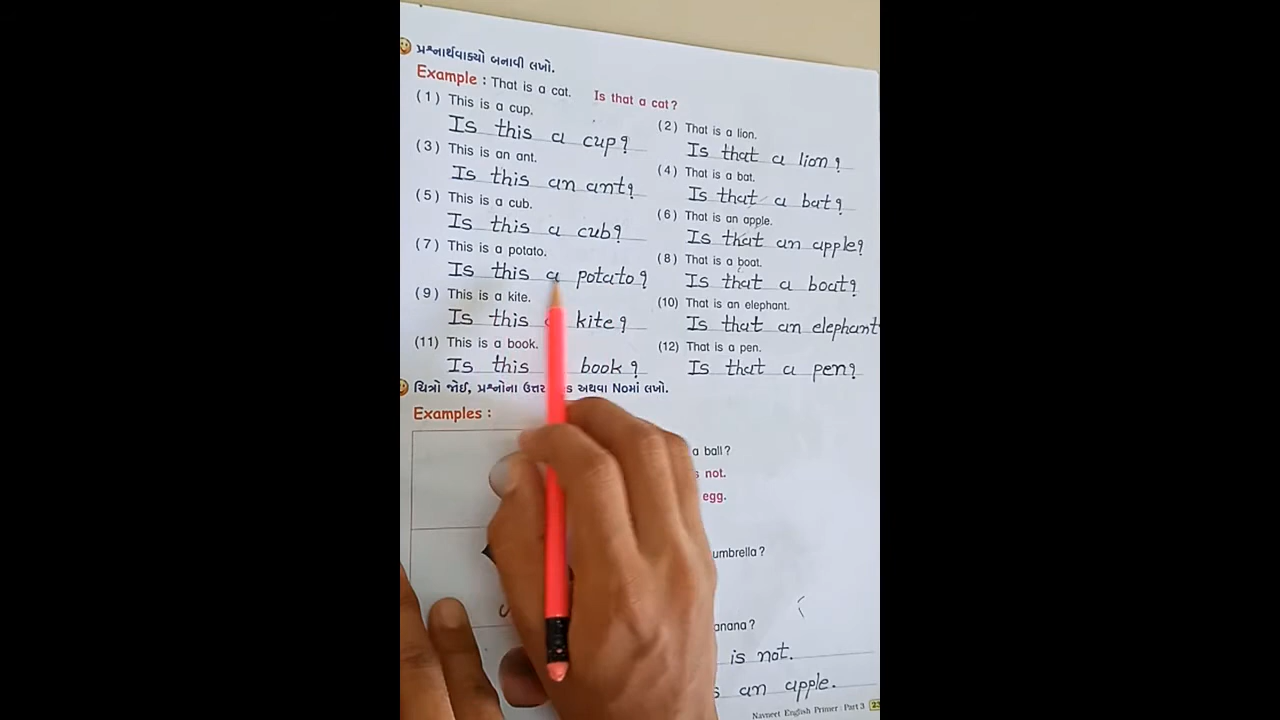 પ્રશ્નાર્થવાક્યો બનાવી લખો.
Example : That is a cat. Is that a cat?
(1) This is a cup.
Is this a cup?
(2) That is a lion.
Is that a lion?
(3) This is an ant.
Is this an ant?
(4) That is a bat.
Is that a bat?
(5) This is a cub.
Is this a cub?
(6) That is an apple.
Is that an apple?
(7) This is a potato.
Is this a potato?
(8) That is a boat.
Is that a boat?
(9) This is a kite.
Is this a kite?
(10) That is an elephant.
Is that an elephant
(11) This is a book.
Is this book?
(12) That is a pen.
Is that a pen?
ચિત્રો જોઈ, પ્રશ્નોના અથવા Noમાં લખો.
Examples :
a ball?
not.
egg.
umbrella?
is not.
an apple.
Navneet English Primer : Part 3 23